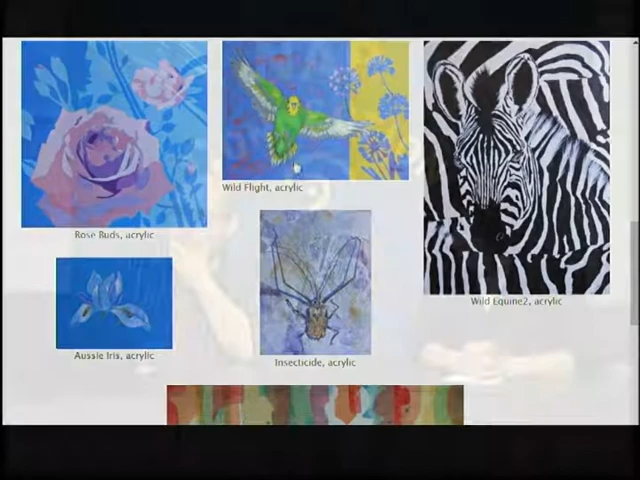 Rose Buds, acrylic
Wild Flight, acrylic
Wild Equine2, acrylic
Aussie Iris, acrylic
Insecticide, acrylic